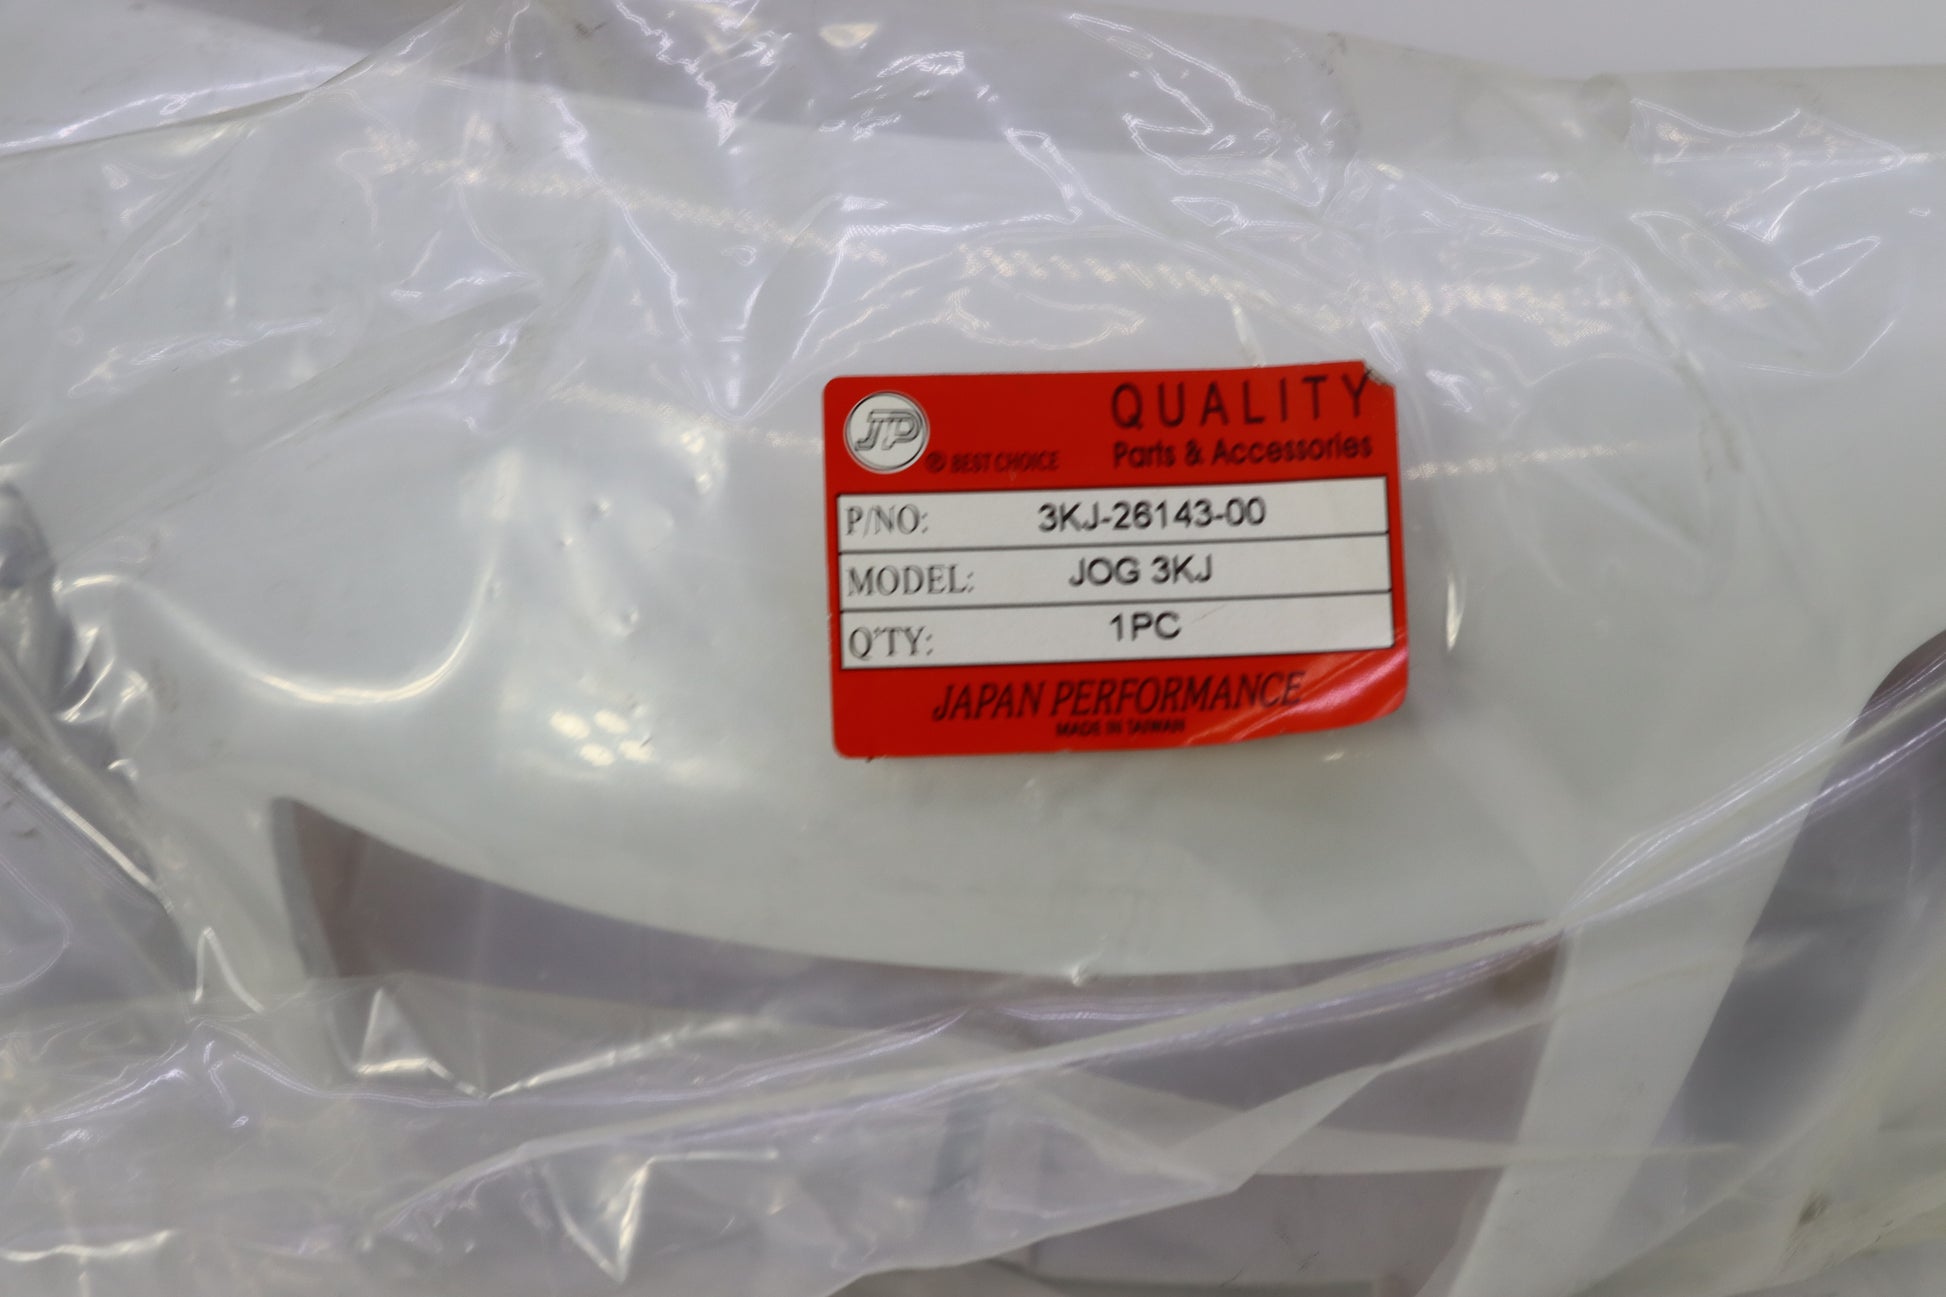 JP
® BEST CHOICE
QUALITY
Parts & Accessories
P/NO: 3KJ-26143-00
MODEL: JOG 3KJ
Q'TY: 1PC
JAPAN PERFORMANCE
MADE IN TAIWAN